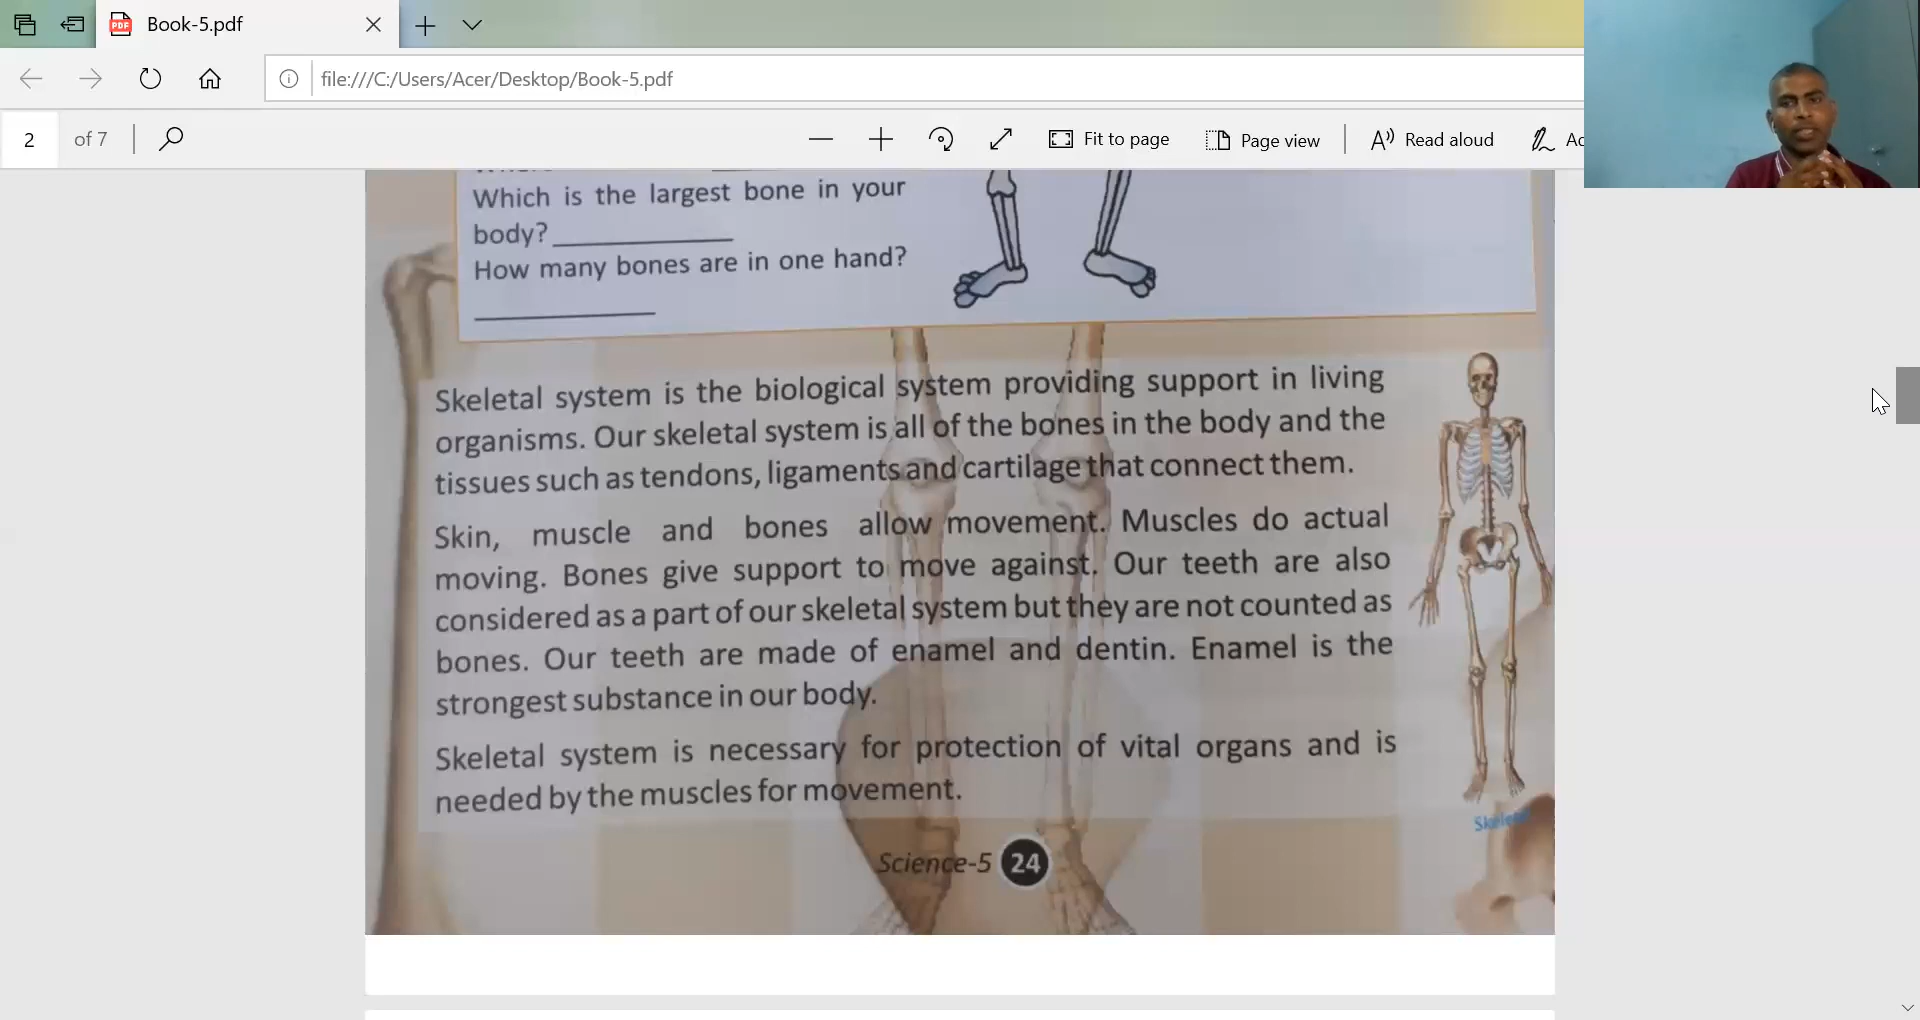 Book-5.pdf
file:///C:/Users/Acer/Desktop/Book-5.pdf
2 of 7
Fit to page
Page view
Read aloud
Which is the largest bone in your
body?
How many bones are in one hand?
Skeletal system is the biological system providing support in living
organisms. Our skeletal system is all of the bones in the body and the
tissues such as tendons, ligaments and cartilage that connect them.
Skin, muscle and bones allow movement. Muscles do actual
moving. Bones give support to move against. Our teeth are also
considered as a part of our skeletal system but they are not counted as
bones. Our teeth are made of enamel and dentin. Enamel is the
strongest substance in our body.
Skeletal system is necessary for protection of vital organs and is
needed by the muscles for movement.
Science-5 24